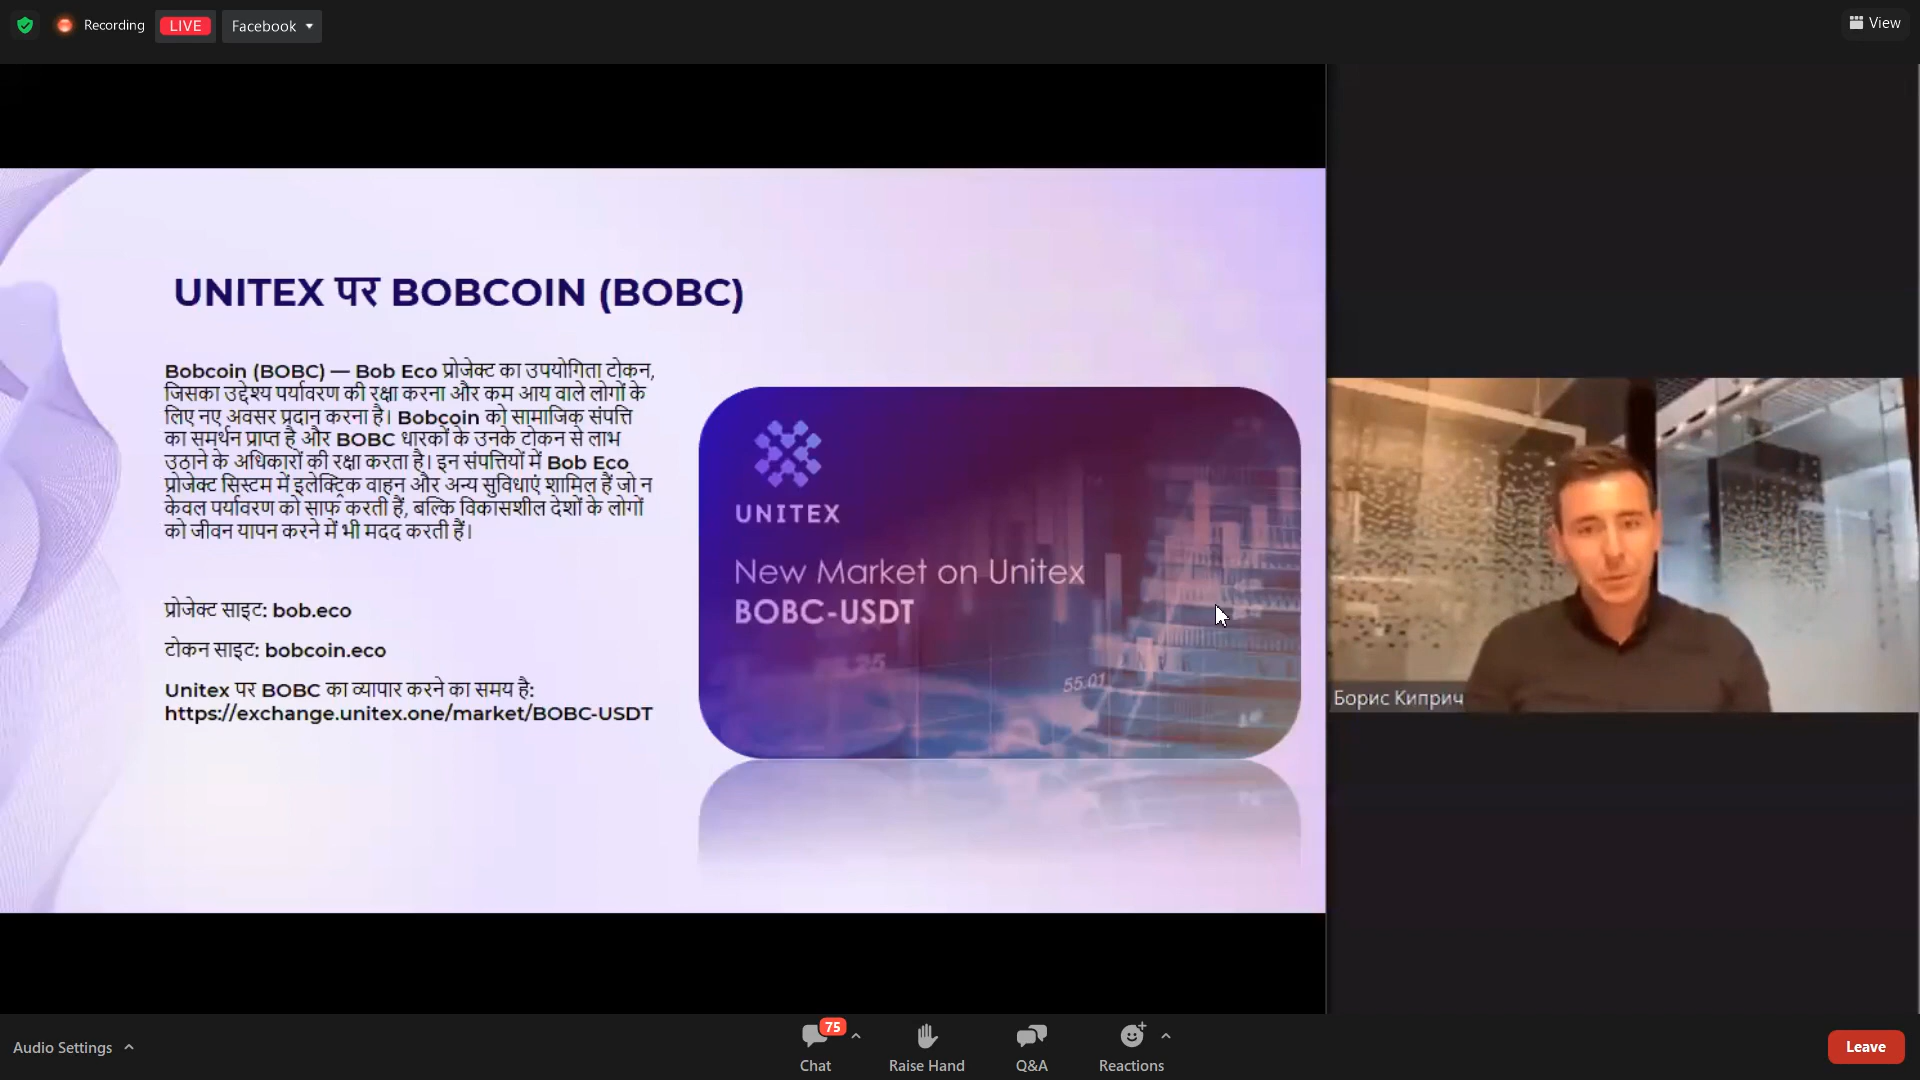 Recording
LIVE
Facebook
View
UNITEX पर BOBCOIN (BOBC)
Bobcoin (BOBC) — Bob Eco प्रोजेक्ट का उपयोगिता टोकन,
जिसका उद्देश्य पर्यावरण की रक्षा करना और कम आय वाले लोगों के
लिए नए अवसर प्रदान करना है। Bobcoin को सामाजिक संपत्ति
का समर्थन प्राप्त है और BOBC धारकों के उनके टोकन से लाभ
उठाने के अधिकारों की रक्षा करता है। इन संपत्तियों में Bob Eco
प्रोजेक्ट सिस्टम में इलेक्ट्रिक वाहन और अन्य सुविधाएं शामिल हैं जो न
केवल पर्यावरण को साफ करती हैं, बल्कि विकासशील देशों के लोगों
को जीवन यापन करने में भी मदद करती हैं।
प्रोजेक्ट साइट: bob.eco
टोकन साइट: bobcoin.eco
Unitex पर BOBC का व्यापार करने का समय है:
https://exchange.unitex.one/market/BOBC-USDT
UNITEX
New Market on Unitex
BOBC-USDT
55.01
Борис Киприч
Audio Settings
75
Chat
Raise Hand
Q&A
Reactions
Leave